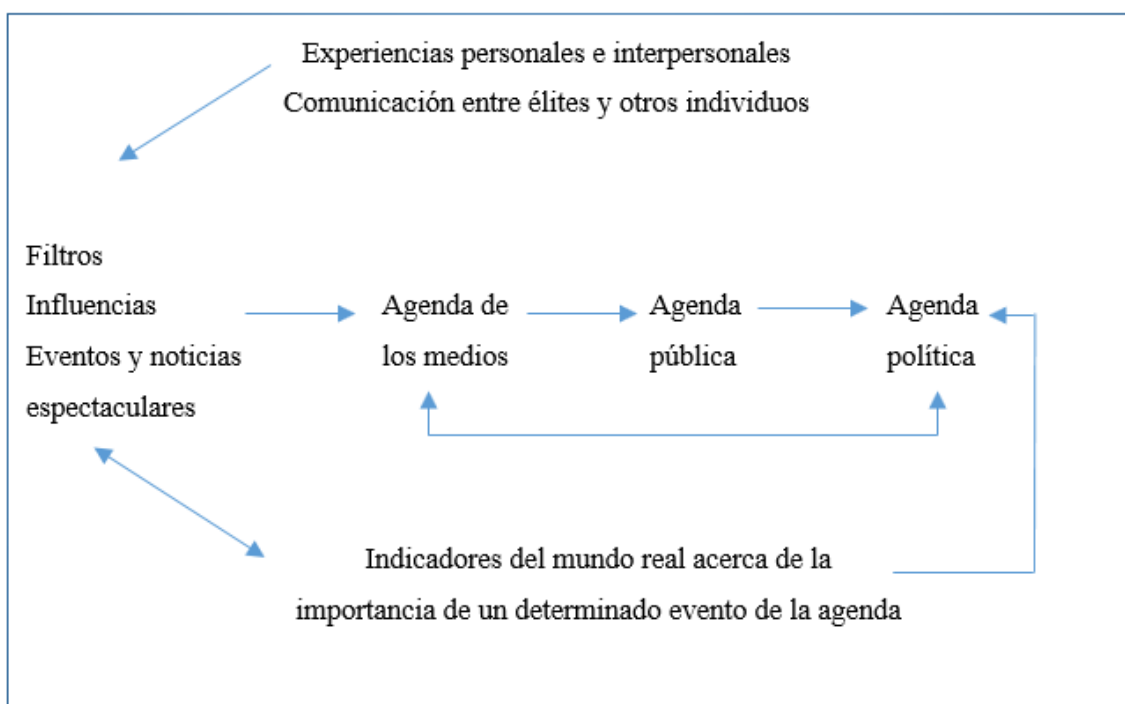 Experiencias personales e interpersonales
Comunicación entre élites y otros individuos
Filtros
Influencias
Eventos y noticias
espectaculares
Agenda de
los medios
Agenda
pública
Agenda
política
Indicadores del mundo real acerca de la
importancia de un determinado evento de la agenda